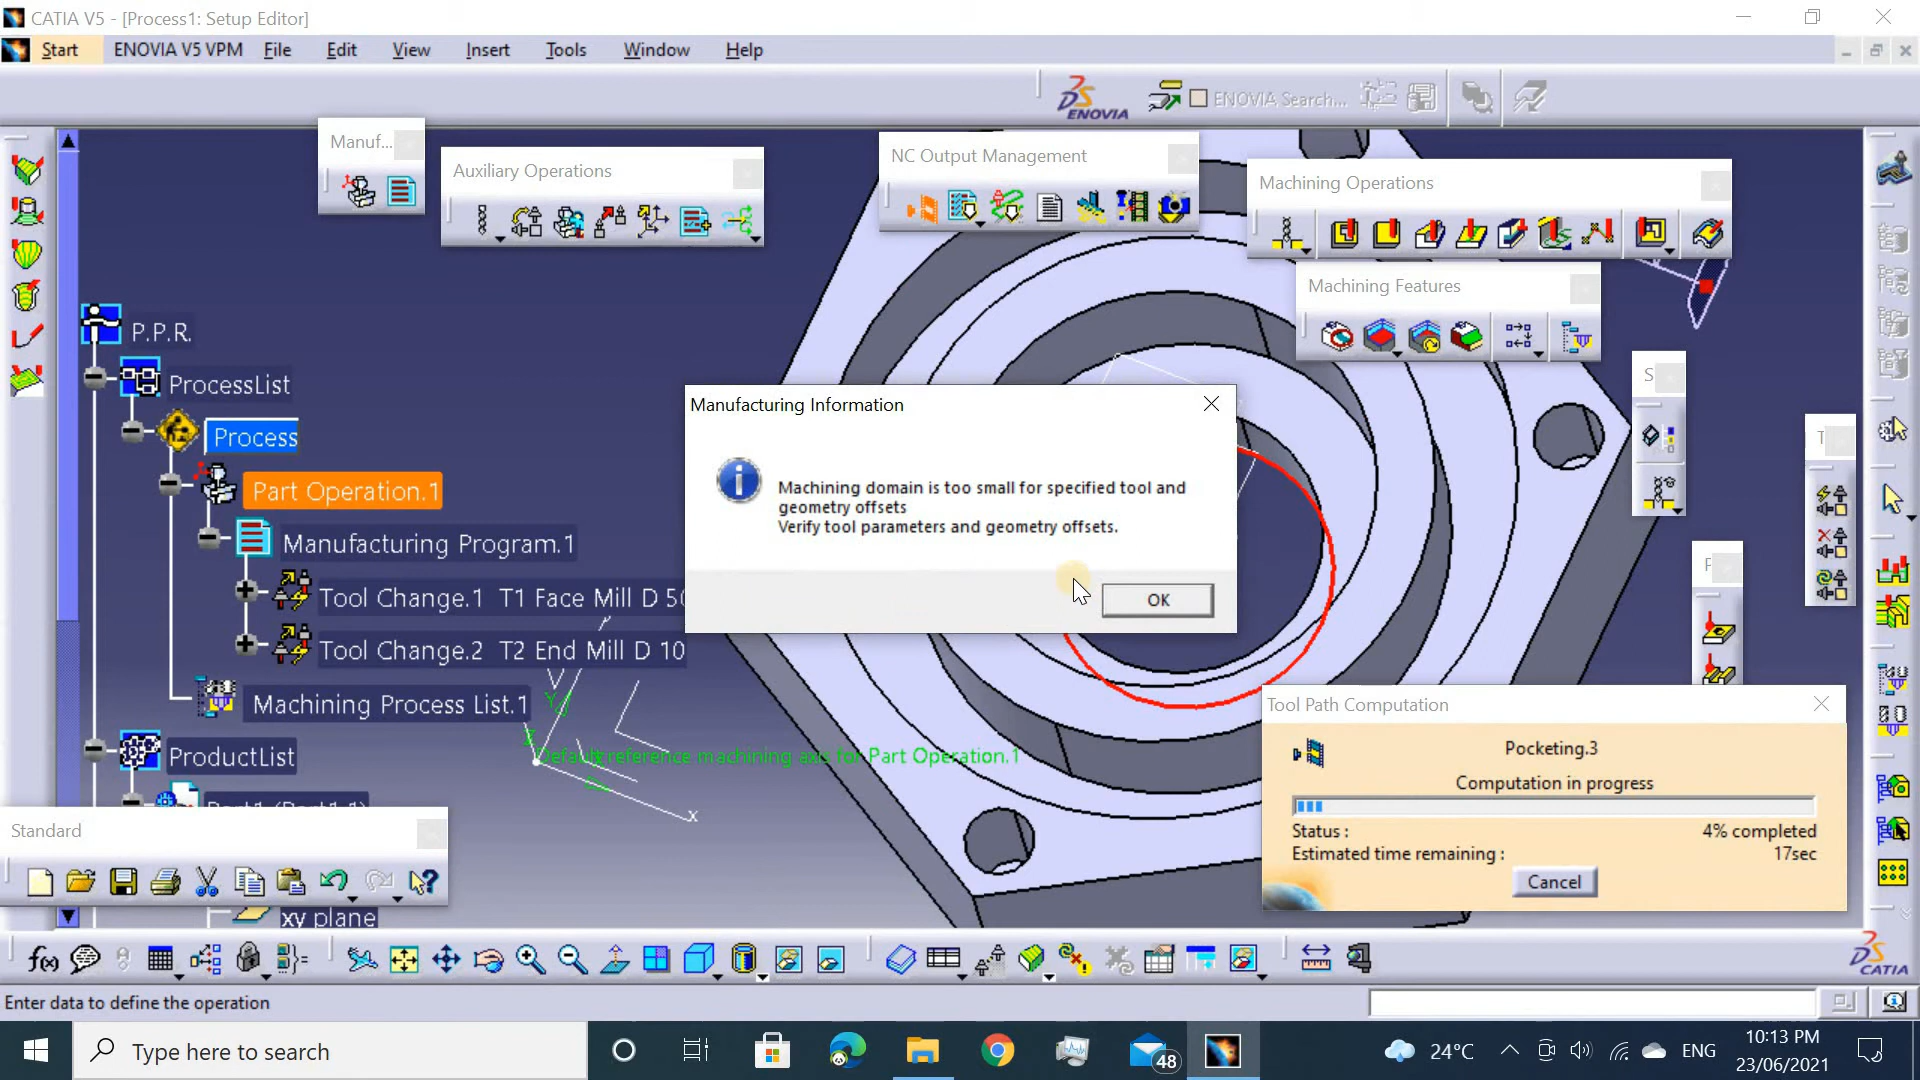 CATIA V5 - [Process1: Setup Editor]
Start ENOVIA V5 VPM File Edit View Insert Tools Window Help
ENOVIA
ENOVIA Search...
Manuf...
Auxiliary Operations
NC Output Management
Machining Operations
Machining Features
S
T
F
P.P.R.
ProcessList
Process
Part Operation.1
Manufacturing Program.1
Tool Change.1 T1 Face Mill D 50
Tool Change.2 T2 End Mill D 10
Machining Process List.1
ProductList
Part1 (Part1.1)
xy plane
Y
Z
x
Default reference machining axis for Part Operation.1
Manufacturing Information
Machining domain is too small for specified tool and
geometry offsets
Verify tool parameters and geometry offsets.
OK
Tool Path Computation
Pocketing.3
Computation in progress
Status : 4% completed
Estimated time remaining : 17sec
Cancel
Standard
f(x)
CATIA
Enter data to define the operation
Type here to search
48
24°C
ENG
10:13 PM
23/06/2021